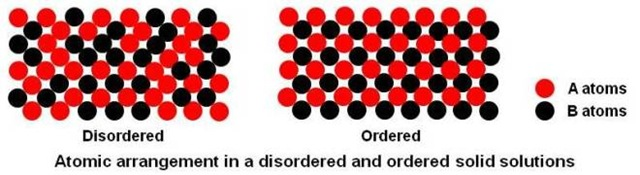 A atoms
B atoms
Disordered
Ordered
Atomic arrangement in a disordered and ordered solid solutions